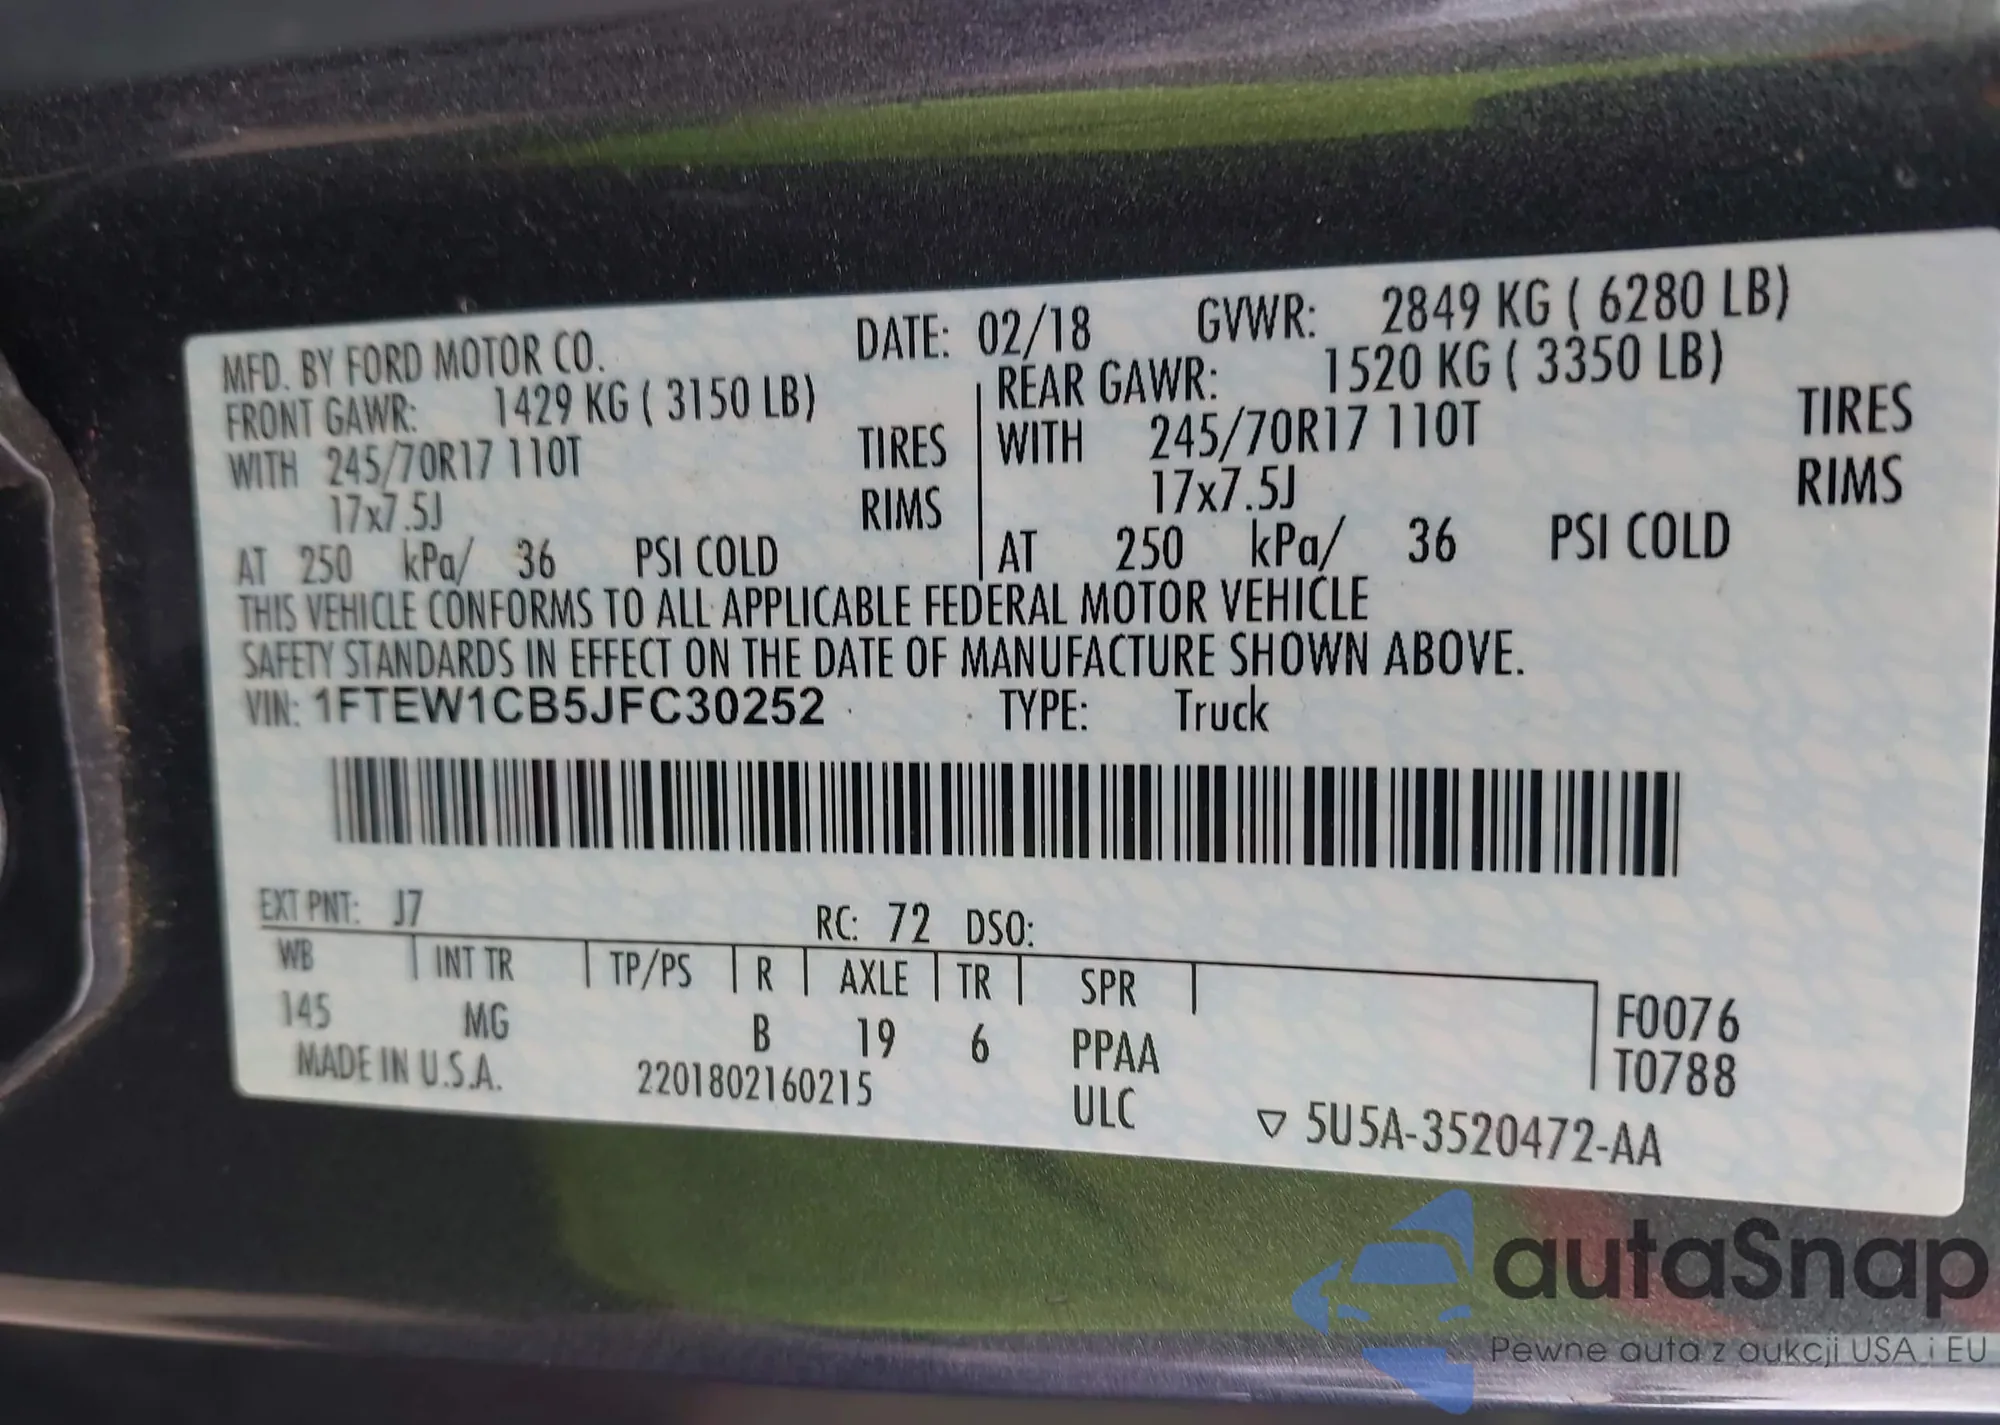 MFD. BY FORD MOTOR CO. DATE: 02/18 GVWR: 2849 KG ( 6280 LB)
FRONT GAWR: 1429 KG ( 3150 LB) REAR GAWR: 1520 KG ( 3350 LB)
WITH 245/70R17 110T TIRES WITH 245/70R17 110T TIRES
17x7.5J RIMS 17x7.5J RIMS
AT 250 kPa/ 36 PSI COLD AT 250 kPa/ 36 PSI COLD
THIS VEHICLE CONFORMS TO ALL APPLICABLE FEDERAL MOTOR VEHICLE
SAFETY STANDARDS IN EFFECT ON THE DATE OF MANUFACTURE SHOWN ABOVE.
VIN: 1FTEW1CB5JFC30252 TYPE: Truck
EXT PNT: J7 RC: 72 DSO:
WB INT TR TP/PS R AXLE TR SPR F0076
145 MG B 19 6 PPAA T0788
MADE IN U.S.A. 2201802160215 ULC ▽ 5U5A-3520472-AA
autaSnap
Pewne auta z aukcji USA i EU